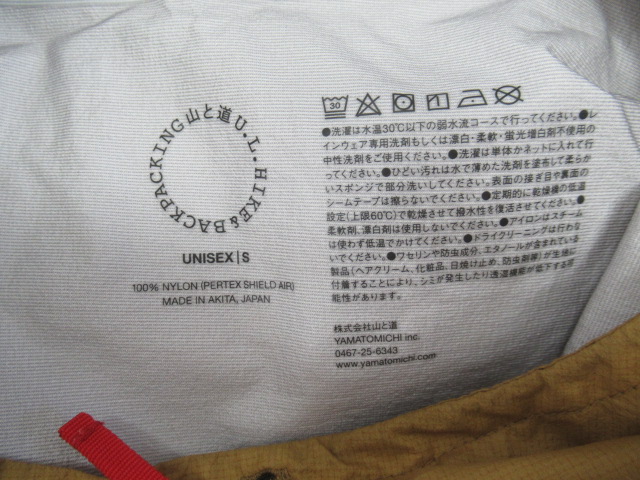 山と道 U.L. HIKE & BACKPACKING
UNISEX|S
100% NYLON (PERTEX SHIELD AIR)
MADE IN AKITA, JAPAN
30
●洗濯は水温30℃以下の弱水流コースで行ってください。●レ
インウェア専用洗剤もしくは漂白・柔軟・蛍光増白剤不使用の
中性洗剤をご使用ください。●洗濯は単体かネットに入れて行
ってください。●ひどい汚れは水で薄めた洗剤を塗布して柔らか
いスポンジで部分洗いしてください。表面の接ぎ目や裏面の
シームテープは擦らないでください。●定期的に乾燥機の低温
設定(上限60℃)で乾燥させて撥水性を復活させてください。●
柔軟剤、漂白剤は使用しないでください。●アイロンはスチーム
は使わず低温でかけてください。●ドライクリーニングは行わな
いでください。●ワセリンや防虫成分、エタノールが含まれている
製品(ヘアクリーム、化粧品、日焼け止め、防虫剤等)が生地に
付着することにより、シミが発生したり透湿機能が低下する可
能性があります。
株式会社山と道
YAMATOMICHI inc.
0467-25-6343
www.yamatomichi.com